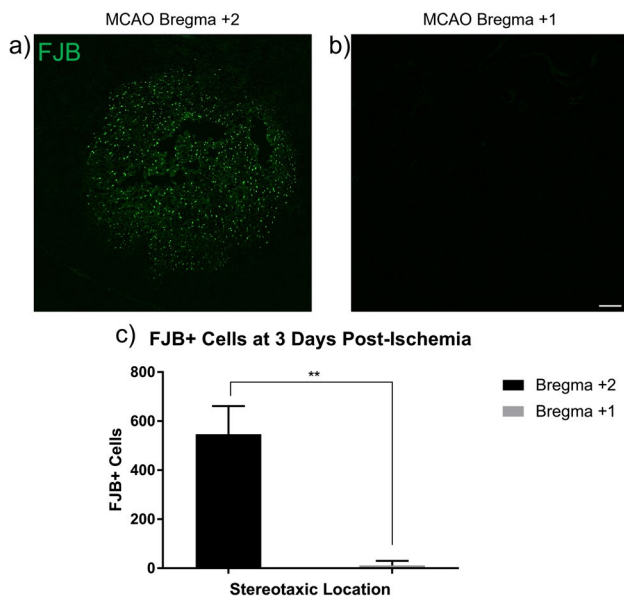 MCAO Bregma +2
MCAO Bregma +1
a)
b)
FJB
c) FJB+ Cells at 3 Days Post-Ischemia
800
600
400
200
0
FJB+ Cells
**
Stereotaxic Location
Bregma +2
Bregma +1